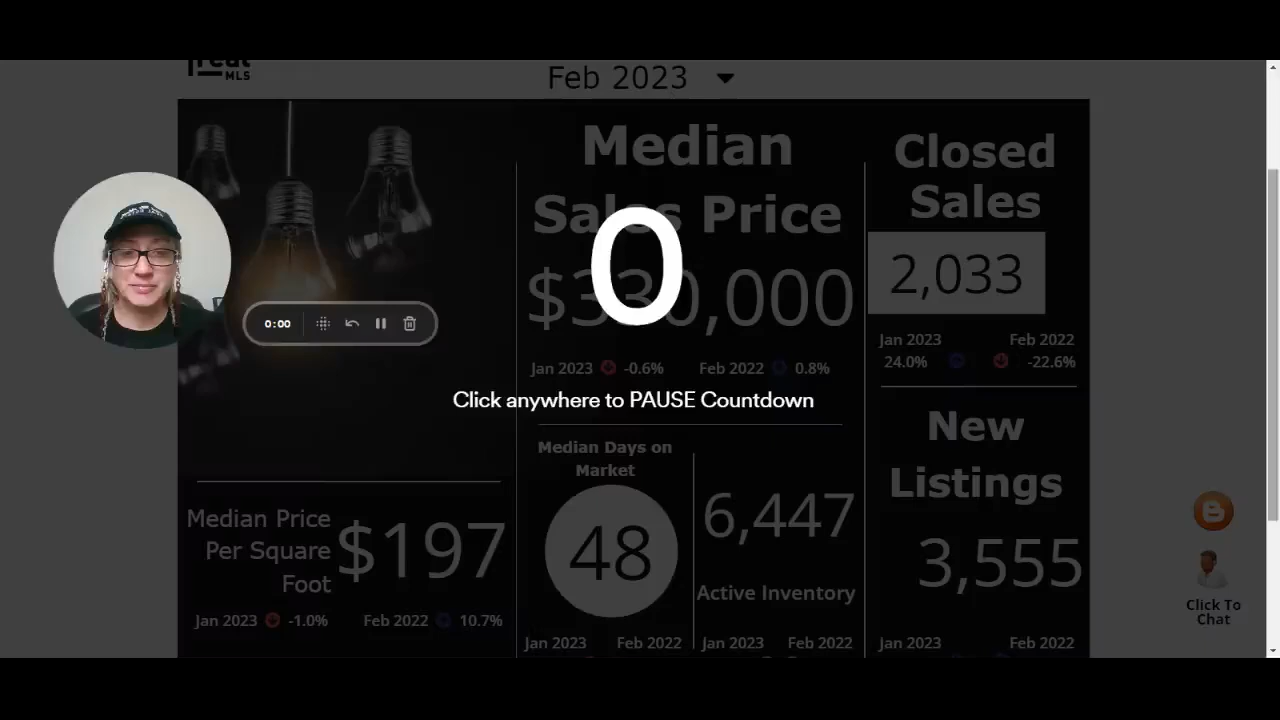 MLS
Feb 2023
Median
Sales Price
$330,000
Jan 2023 -0.6% Feb 2022 0.8%
Closed
Sales
2,033
Jan 2023 Feb 2022
24.0% -22.6%
0
0:00
Click anywhere to PAUSE Countdown
Median Price
Per Square
Foot
$197
Jan 2023 -1.0% Feb 2022 10.7%
Median Days on
Market
48
Jan 2023 Feb 2022
6,447
Active Inventory
Jan 2023 Feb 2022
New
Listings
3,555
Jan 2023 Feb 2022
Click To
Chat